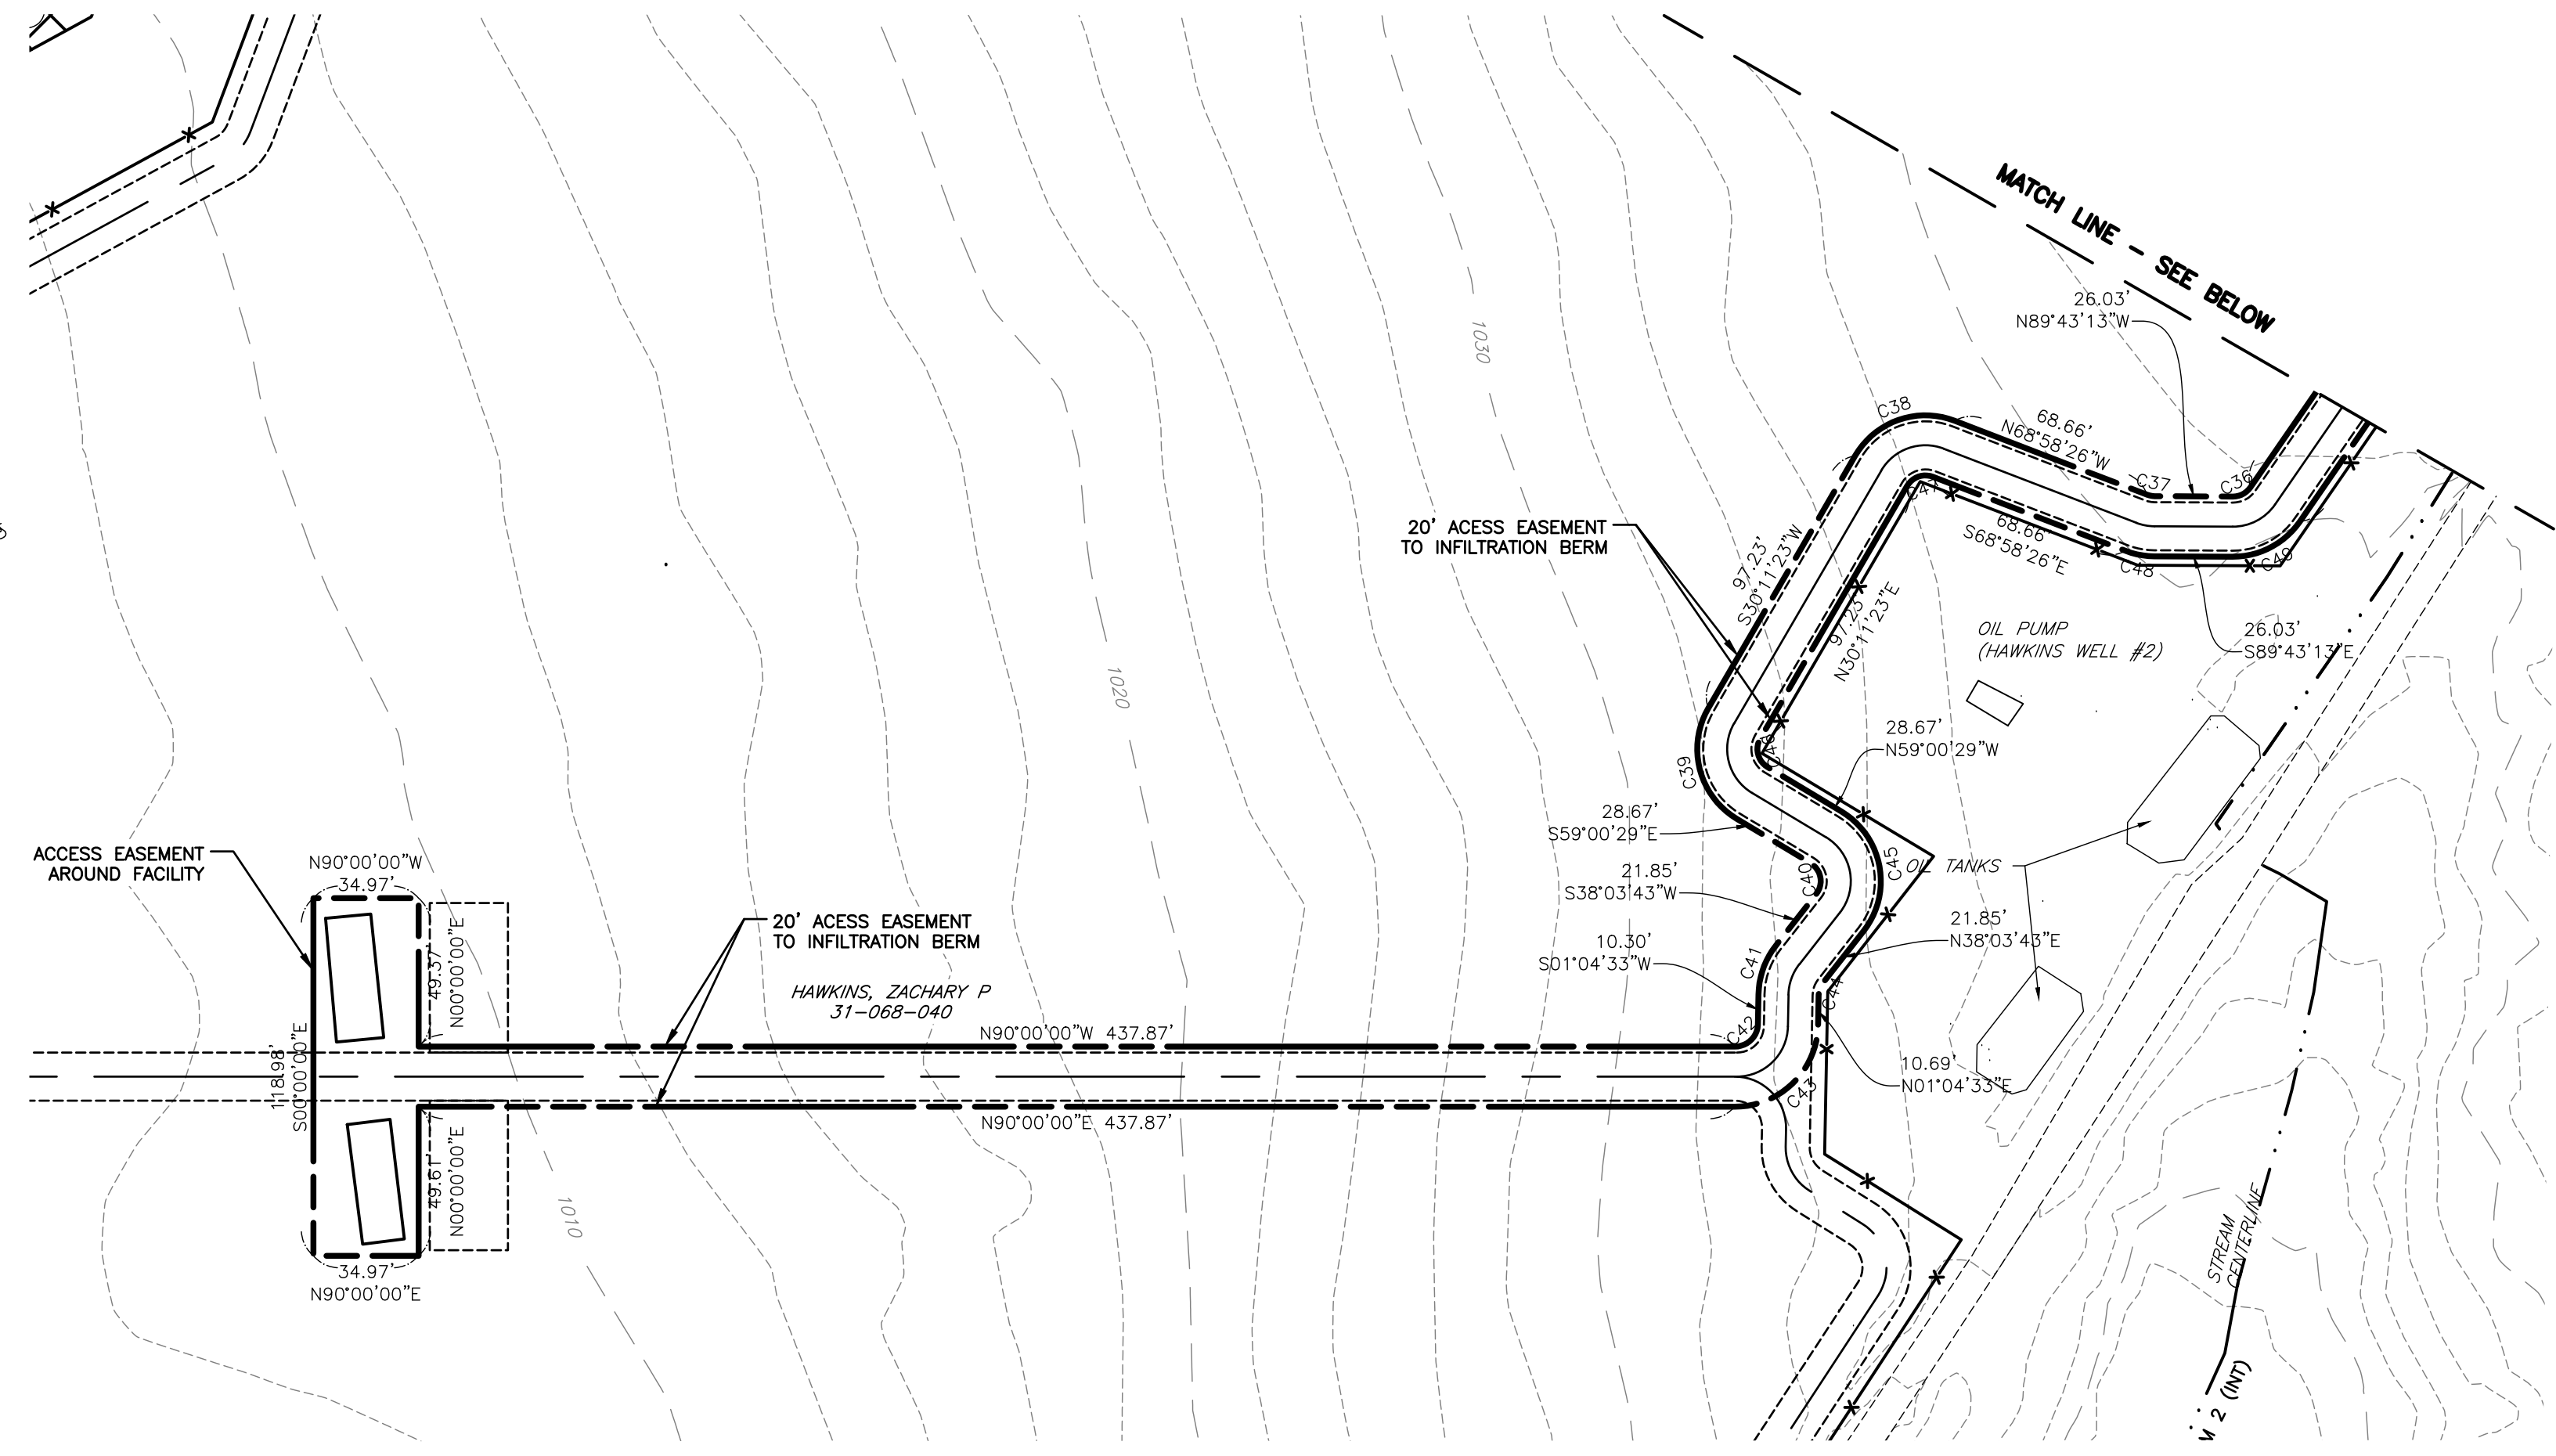 MATCH LINE - SEE BELOW
26.03'
N89°43'13"W
C38
68.66'
N68°58'26"W
C37
C36
1030
C47
20' ACESS EASEMENT
TO INFILTRATION BERM
68.66'
S68°58'26"E
C48
C49
97.23'
S30°11'23"W
97.23'
N30°11'23"E
OIL PUMP
(HAWKINS WELL #2)
26.03'
S89°43'13"E
1020
C46
28.67'
N59°00'29"W
C39
28.67'
S59°00'29"E
C45
C40
OIL TANKS
ACCESS EASEMENT
AROUND FACILITY
N90°00'00"W
34.97'
21.85'
S38°03'43"W
20' ACESS EASEMENT
TO INFILTRATION BERM
21.85'
N38°03'43"E
10.30'
S01°04'33"W
C41
49.37'
N00°00'00"E
HAWKINS, ZACHARY P
31-068-040
C44
N90°00'00"W 437.87'
C42
118.98'
S00°00'00"E
10.69'
N01°04'33"E
C43
N90°00'00"E 437.87'
49.61'
N00°00'00"E
1010
34.97'
N90°00'00"E
STREAM
CENTERLINE
M 2 (INT)